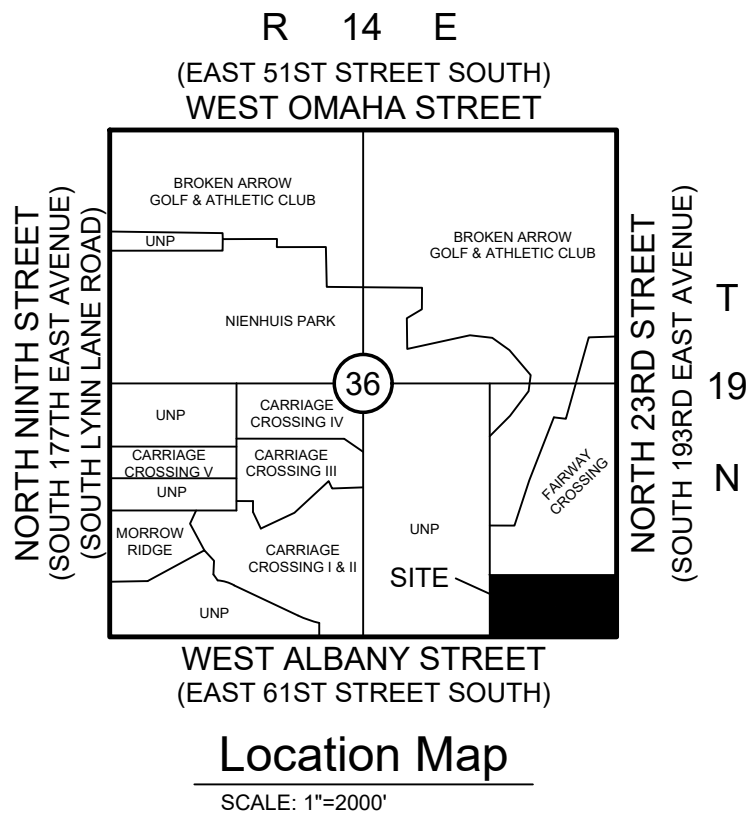 R 14 E
(EAST 51ST STREET SOUTH)
WEST OMAHA STREET
NORTH NINTH STREET
(SOUTH 177TH EAST AVENUE)
(SOUTH LYNN LANE ROAD)
BROKEN ARROW
GOLF & ATHLETIC CLUB
UNP
BROKEN ARROW
GOLF & ATHLETIC CLUB
NIENHUIS PARK
36
UNP
CARRIAGE
CROSSING IV
CARRIAGE
CROSSING V
CARRIAGE
CROSSING III
UNP
MORROW
RIDGE
CARRIAGE
CROSSING I & II
UNP
UNP
FAIRWAY
CROSSING
SITE
NORTH 23RD STREET
(SOUTH 193RD EAST AVENUE)
T
19
N
WEST ALBANY STREET
(EAST 61ST STREET SOUTH)
Location Map
SCALE: 1"=2000'